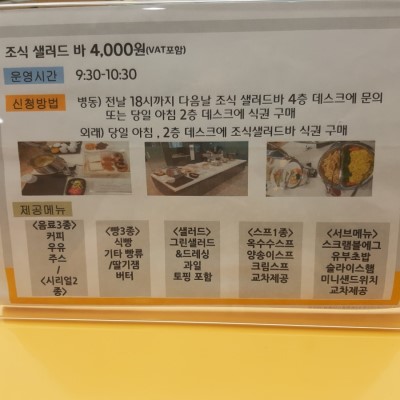 조식 샐러드 바 4,000원(VAT포함)
운영시간 9:30-10:30
신청방법 병동) 전날 18시까지 다음날 조식 샐러드바 4층 데스크에 문의
또는 당일 아침 2층 데스크에 식권 구매
외래) 당일 아침, 2층 데스크에 조식샐러드바 식권 구매
제공메뉴
<음료3종>
커피
우유
주스
/
<시리얼2
종>
<빵3종>
식빵
기타 빵류
/딸기잼
버터
<샐러드>
그린샐러드
&드레싱
과일
토핑 포함
<스프1종>
옥수수스프
양송이스프
크림스프
교차제공
<서브메뉴>
스크램블에그
유부초밥
슬라이스햄
미니샌드위치
교차제공